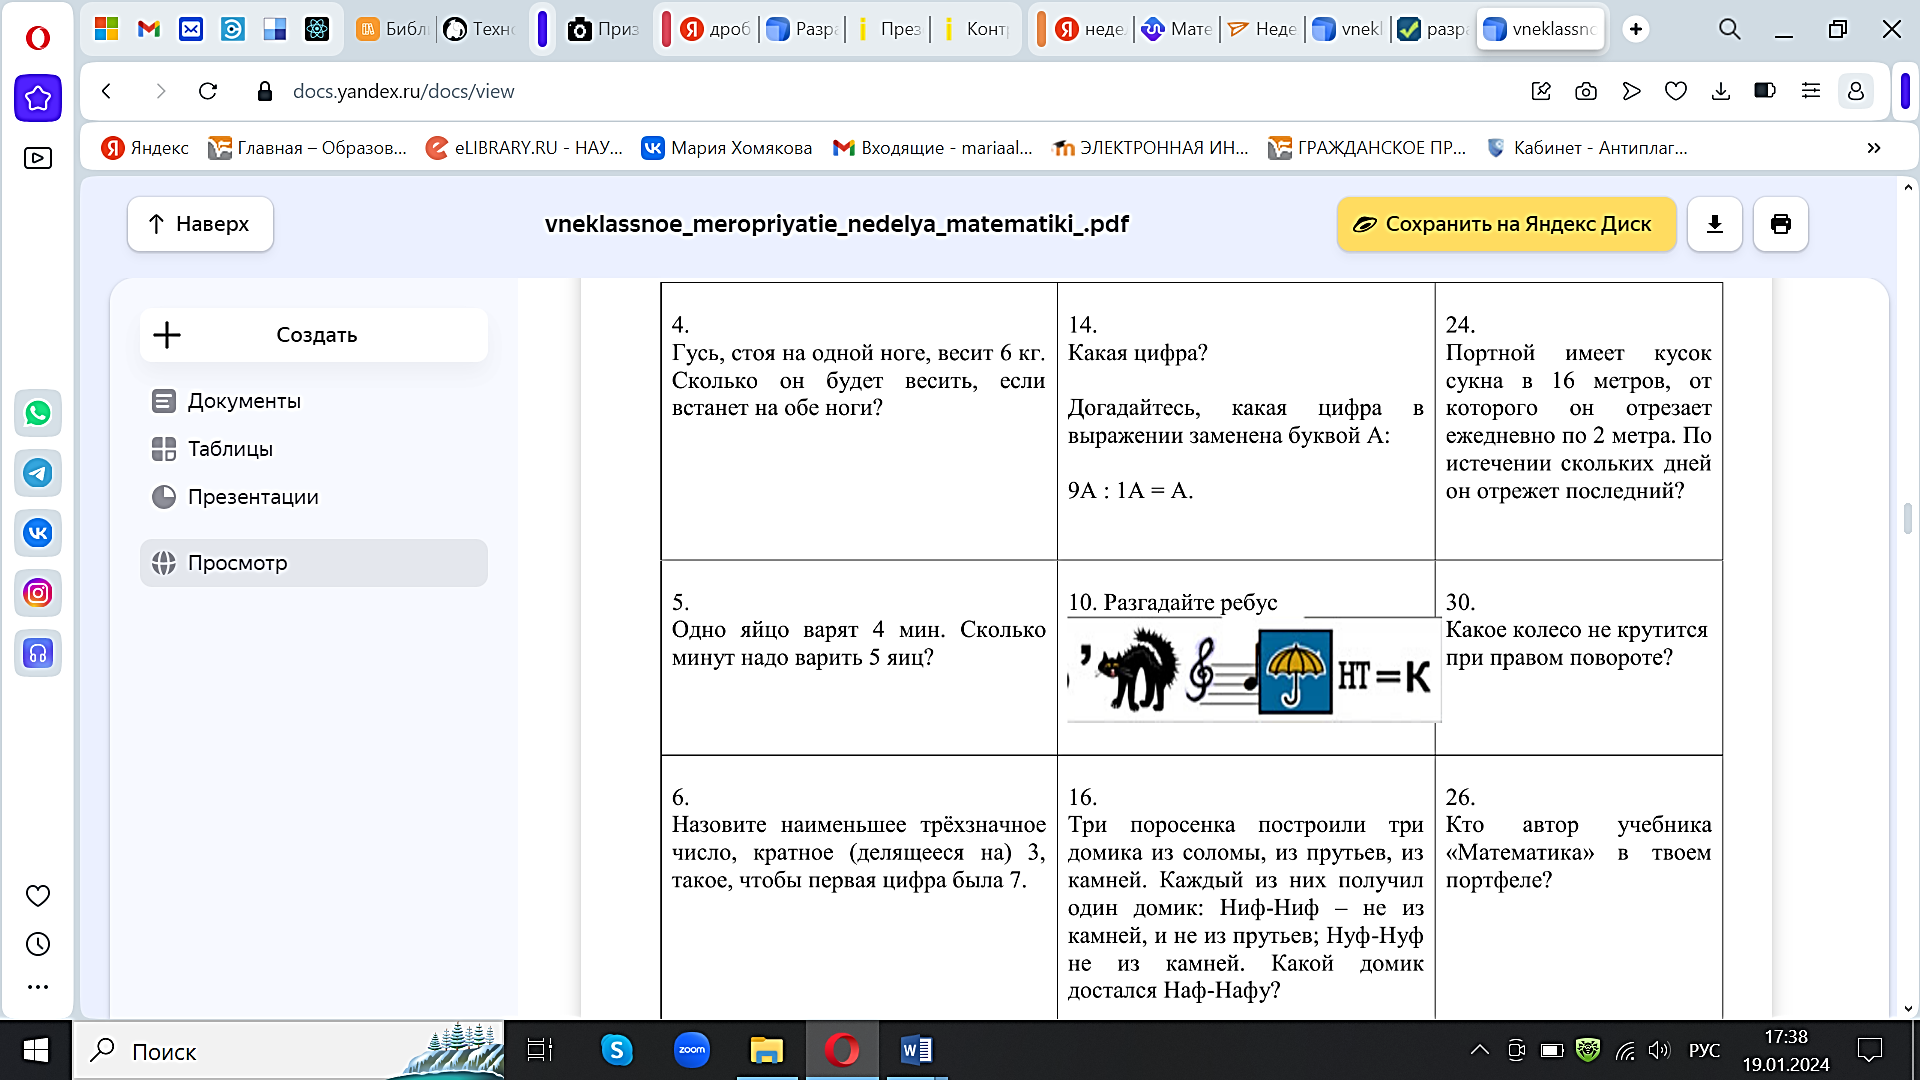 Библ
Техно
Приз
дроб
Разра
През
Конт
неде
Мате
Неде
vnekl
разра
vneklassno
docs.yandex.ru/docs/view
Яндекс
Главная – Образов...
eLIBRARY.RU - НАУ...
Мария Хомякова
Входящие - mariaal...
ЭЛЕКТРОННАЯ ИН...
ГРАЖДАНСКОЕ ПР...
Кабинет - Антиплаг...
Наверх
vneklassnoe_meropriyatie_nedelya_matematiki_.pdf
Сохранить на Яндекс Диск
Создать
Документы
Таблицы
Презентации
Просмотр
4.
Гусь, стоя на одной ноге, весит 6 кг.
Сколько он будет весить, если
встанет на обе ноги?
14.
Какая цифра?
Догадайтесь, какая цифра в
выражении заменена буквой А:
9А : 1А = А.
24.
Портной имеет кусок
сукна в 16 метров, от
которого он отрезает
ежедневно по 2 метра. По
истечении скольких дней
он отрежет последний?
5.
Одно яйцо варят 4 мин. Сколько
минут надо варить 5 яиц?
10. Разгадайте ребус
’ НТ=К
30.
Какое колесо не крутится
при правом повороте?
6.
Назовите наименьшее трёхзначное
число, кратное (делящееся на) 3,
такое, чтобы первая цифра была 7.
16.
Три поросенка построили три
домика из соломы, из прутьев, из
камней. Каждый из них получил
один домик: Ниф-Ниф – не из
камней, и не из прутьев; Нуф-Нуф
не из камней. Какой домик
достался Наф-Нафу?
26.
Кто автор учебника
«Математика» в твоем
портфеле?
Поиск
zoom
РУС
17:38
19.01.2024